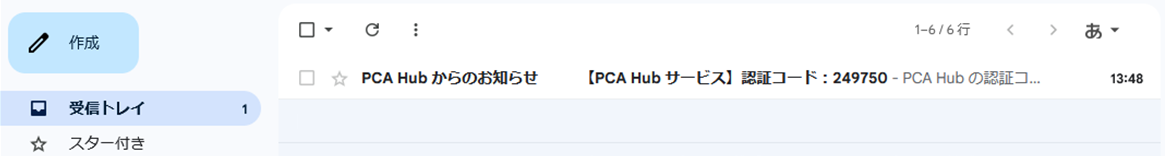 作成
1–6 / 6 行
あ
PCA Hub からのお知らせ 【PCA Hub サービス】認証コード：249750 - PCA Hub の認証コ... 13:48
受信トレイ 1
スター付き